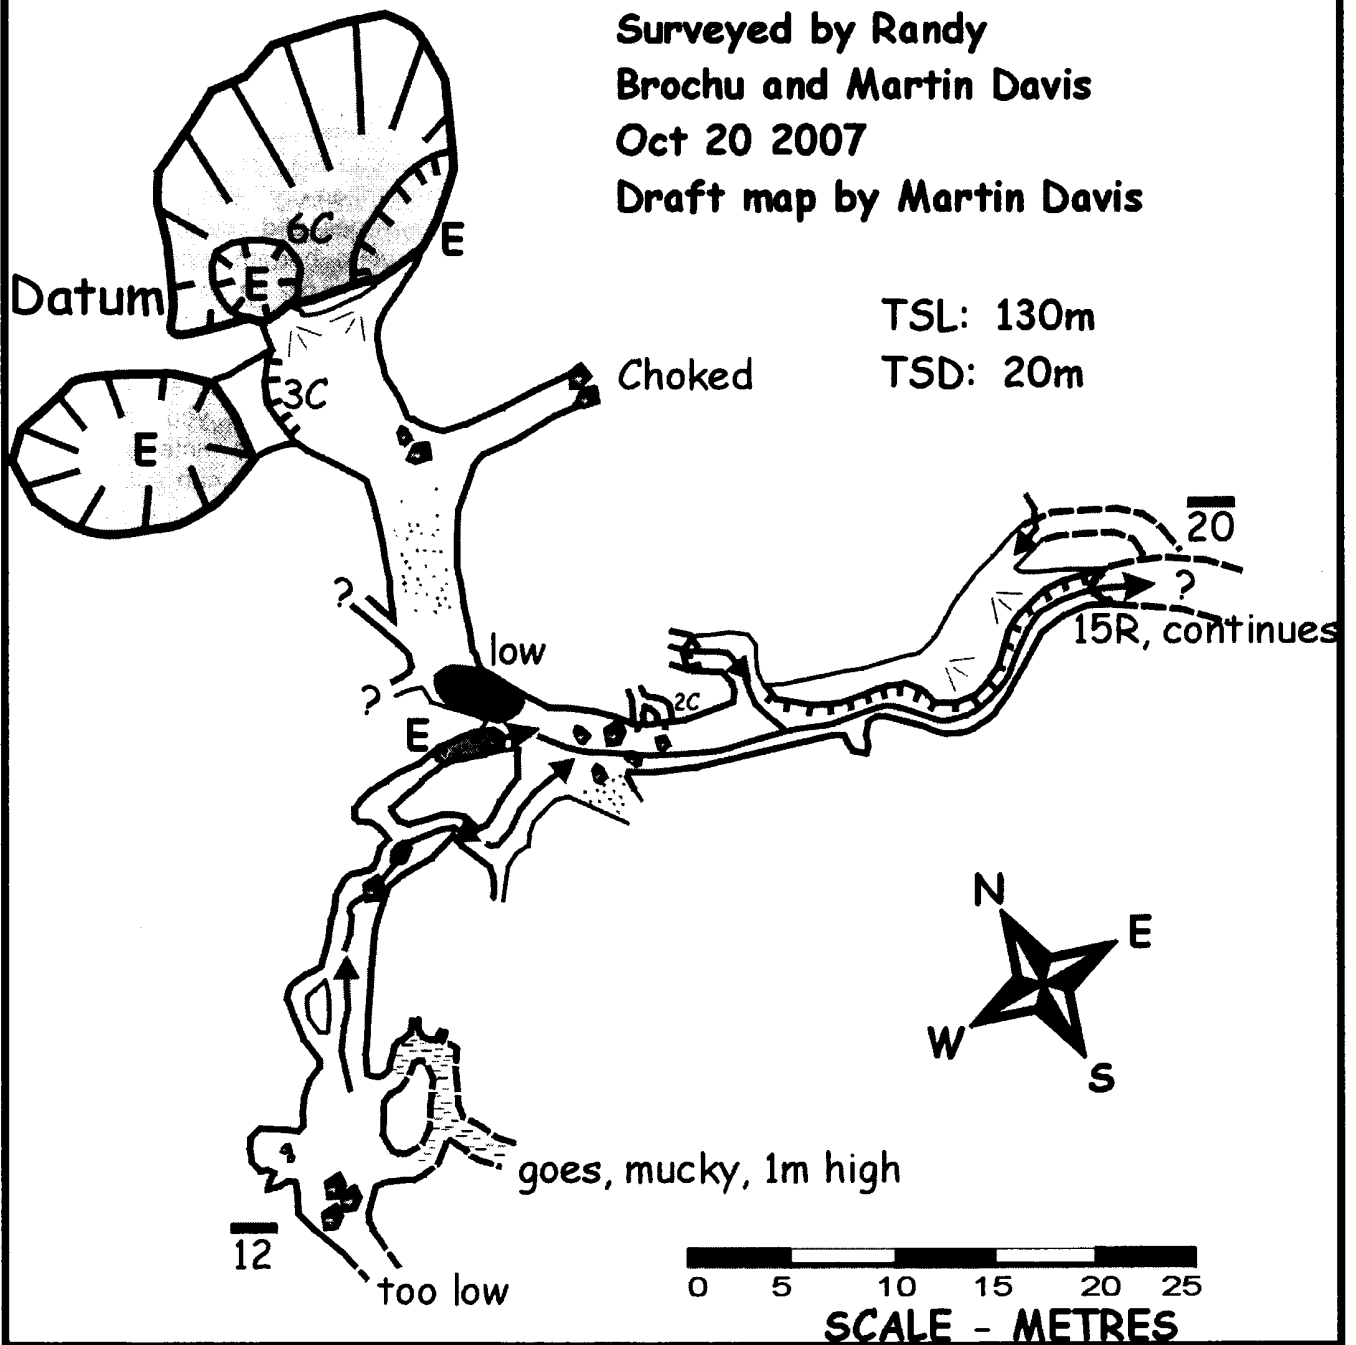 Surveyed by Randy
Brochu and Martin Davis
Oct 20 2007
Draft map by Martin Davis
6C
E
E
Datum
TSL: 130m
TSD: 20m
Choked
3C
E
20
?
?
15R, continues
low
?
2C
E
N
E
W
S
goes, mucky, 1m high
12
too low
0 5 10 15 20 25
SCALE - METRES